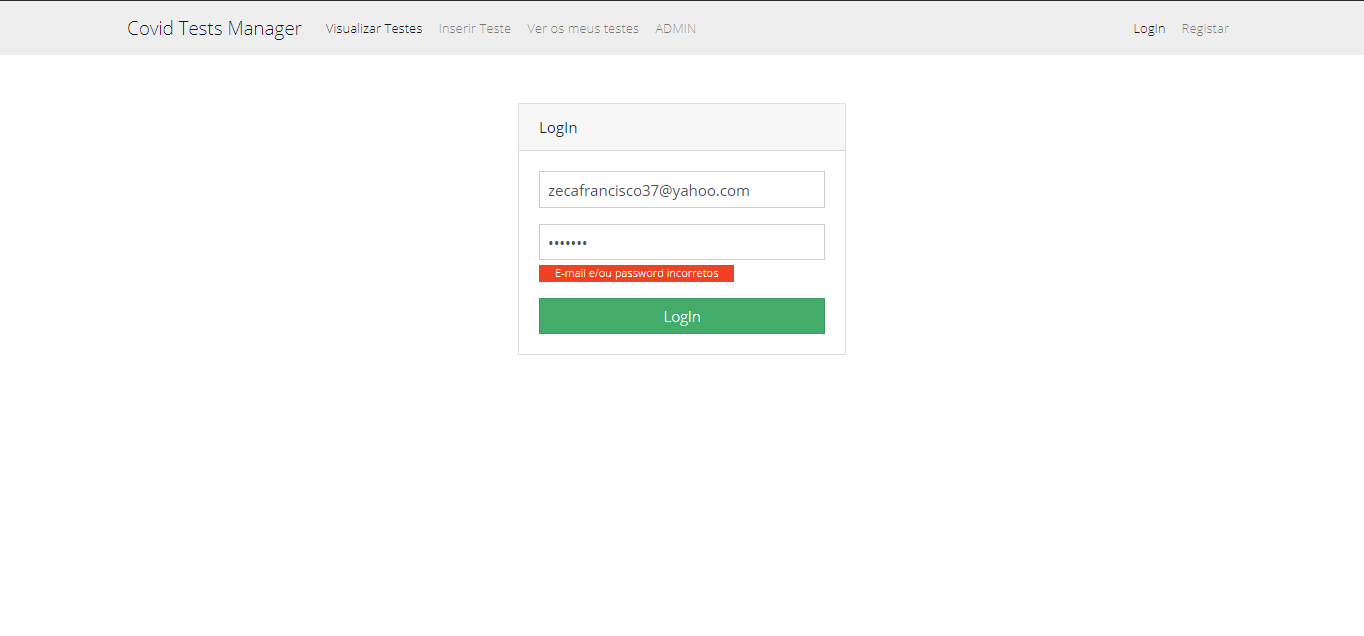 Covid Tests Manager Visualizar Testes Inserir Teste Ver os meus testes ADMIN LogIn Registar
LogIn
zecafrancisco37@yahoo.com
•••••••
E-mail e/ou password incorretos
LogIn